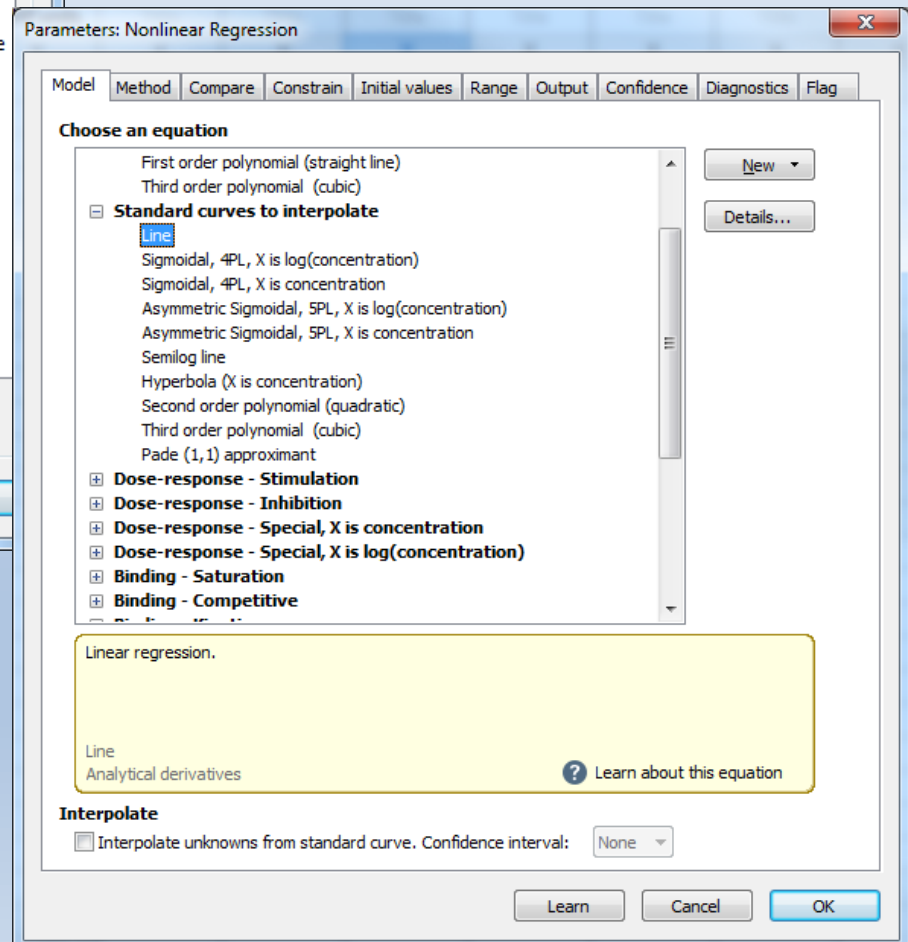 Parameters: Nonlinear Regression
Model Method Compare Constrain Initial values Range Output Confidence Diagnostics Flag
Choose an equation
First order polynomial (straight line)
New
Third order polynomial (cubic)
Standard curves to interpolate
Details...
Line
Sigmoidal, 4PL, X is log(concentration)
Sigmoidal, 4PL, X is concentration
Asymmetric Sigmoidal, 5PL, X is log(concentration)
Asymmetric Sigmoidal, 5PL, X is concentration
Semilog line
Hyperbola (X is concentration)
Second order polynomial (quadratic)
Third order polynomial (cubic)
Pade (1,1) approximant
Dose-response - Stimulation
Dose-response - Inhibition
Dose-response - Special, X is concentration
Dose-response - Special, X is log(concentration)
Binding - Saturation
Binding - Competitive
Linear regression.
Line
Analytical derivatives
? Learn about this equation
Interpolate
Interpolate unknowns from standard curve. Confidence interval: None
Learn Cancel OK